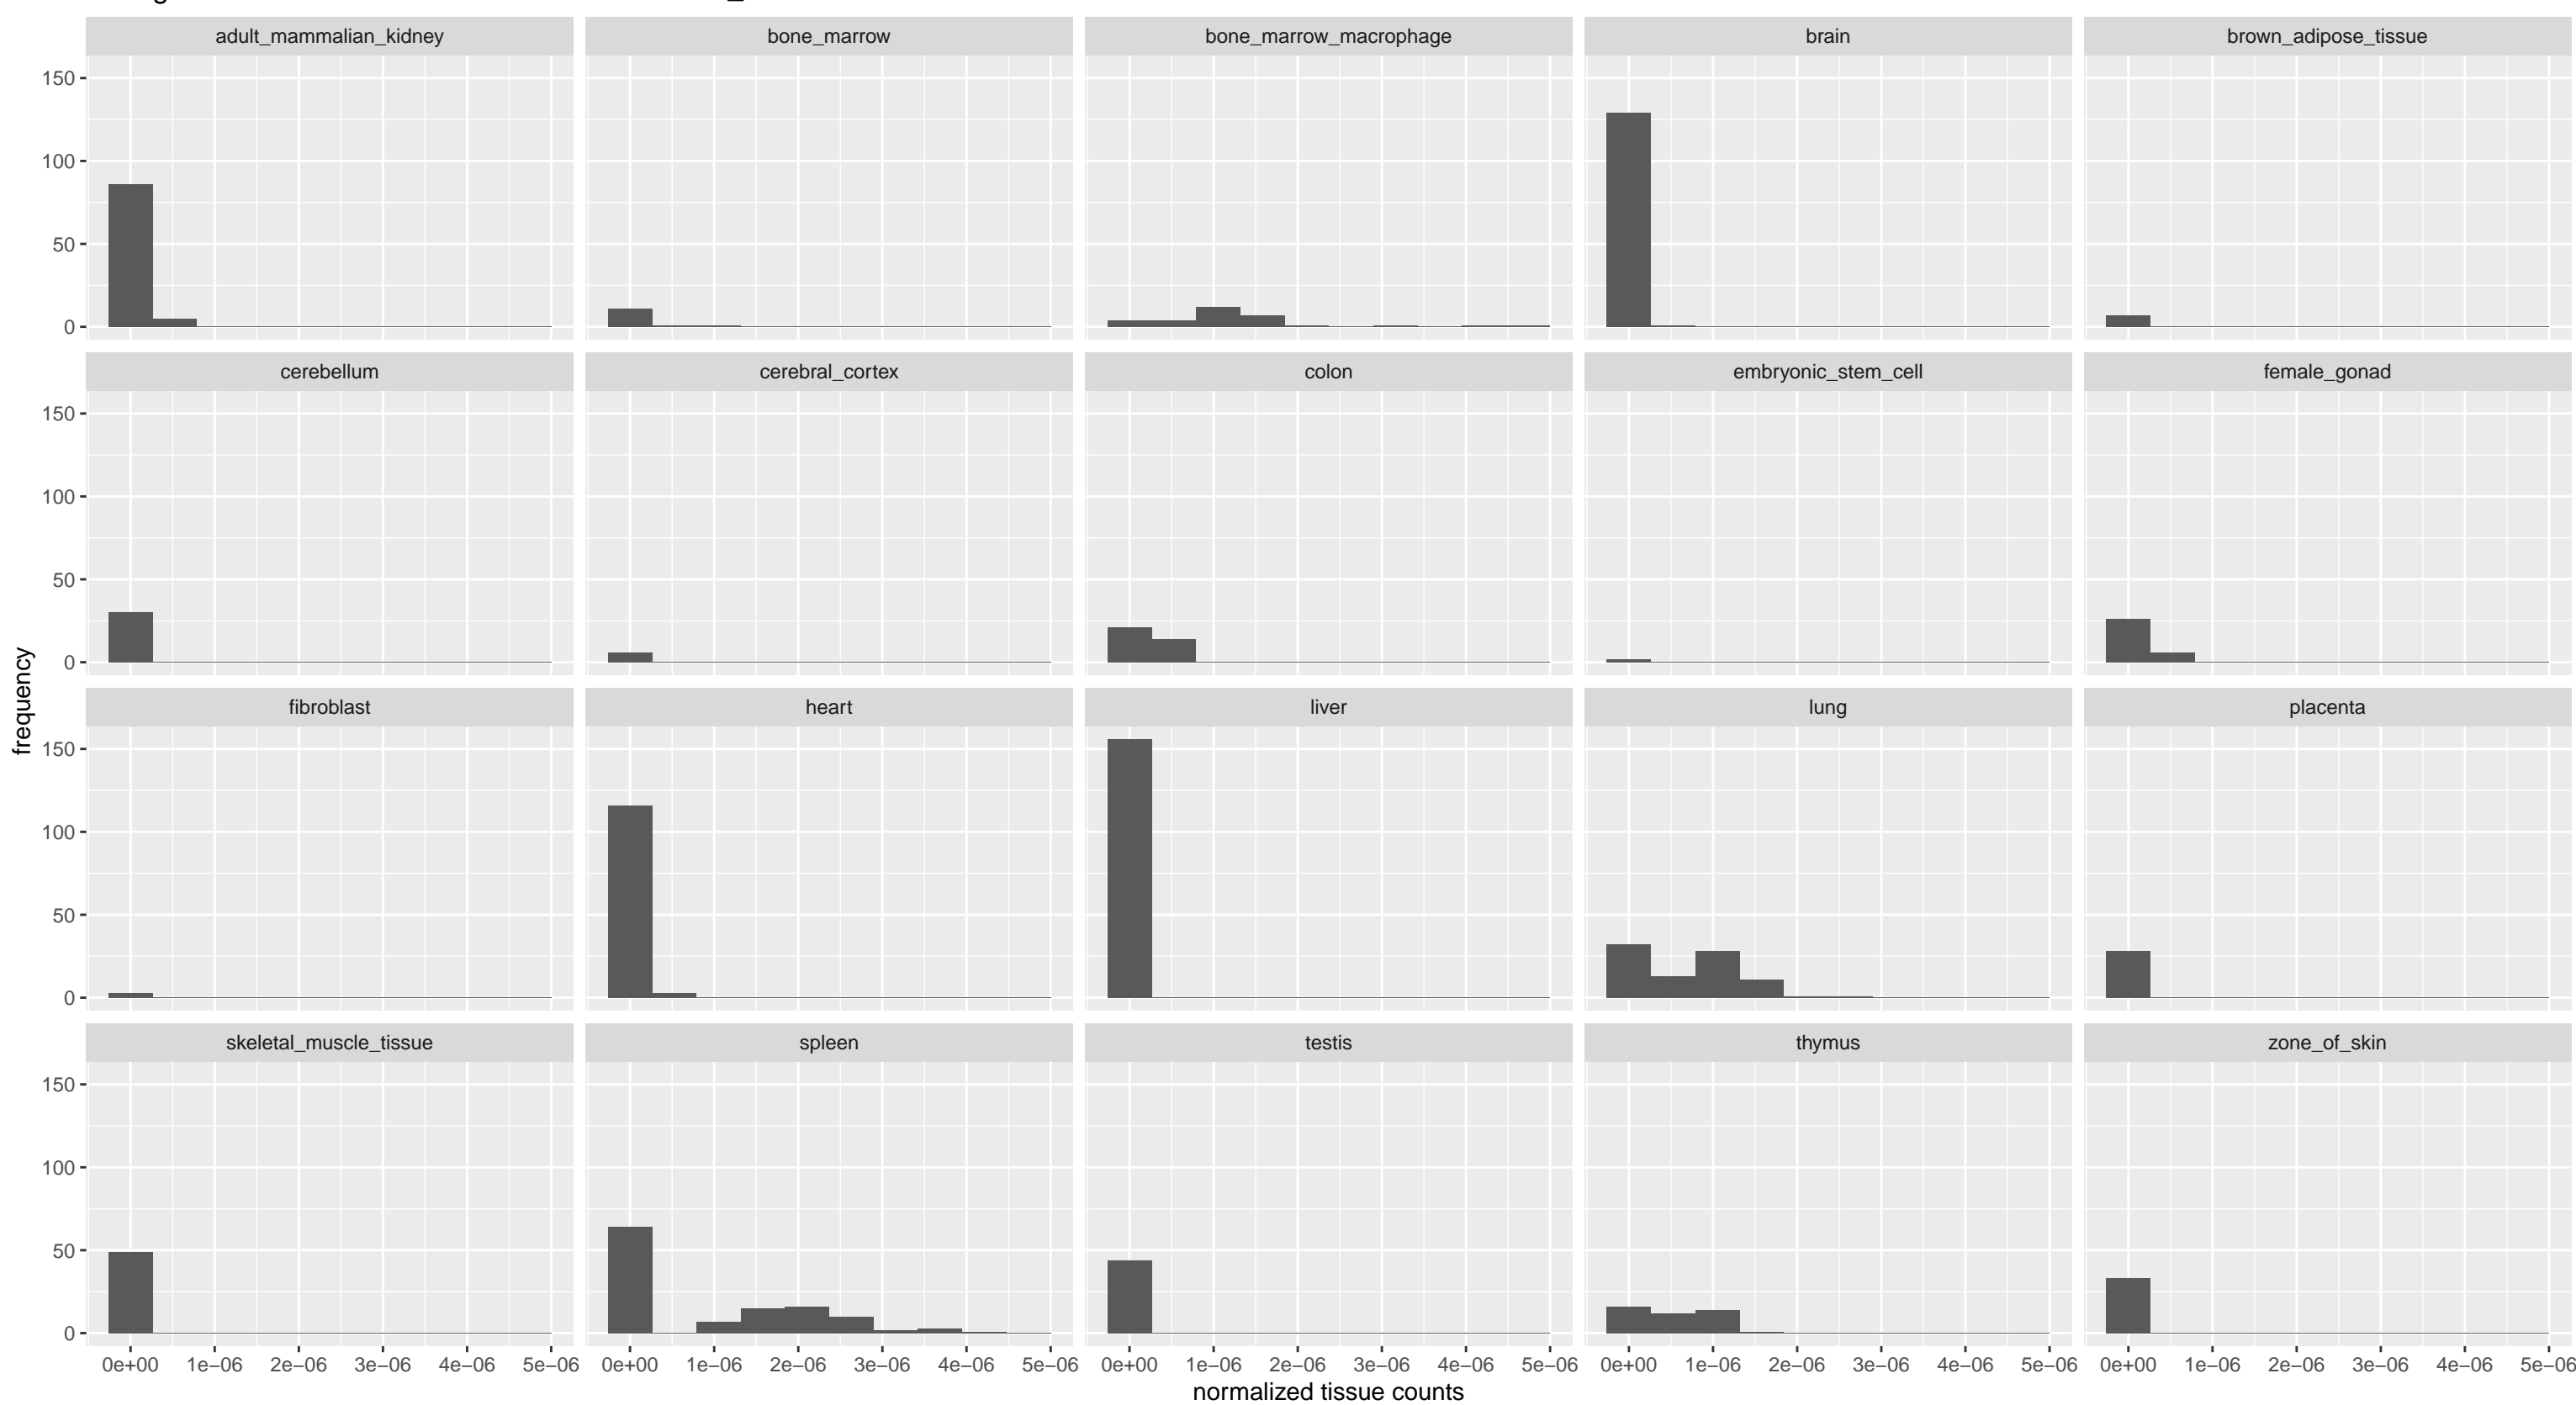 adult_mammalian_kidney bone_marrow bone_marrow_macrophage brain brown_adipose_tissue
150
100
50
0
cerebellum cerebral_cortex colon embryonic_stem_cell female_gonad
150
100
50
0
frequency
fibroblast heart liver lung placenta
150
100
50
0
skeletal_muscle_tissue spleen testis thymus zone_of_skin
150
100
50
0
0e+00 1e−06 2e−06 3e−06 4e−06 5e−06 0e+00 1e−06 2e−06 3e−06 4e−06 5e−06 0e+00 1e−06 2e−06 3e−06 4e−06 5e−06 0e+00 1e−06 2e−06 3e−06 4e−06 5e−06 0e+00 1e−06 2e−06 3e−06 4e−06 5e−06
normalized tissue counts